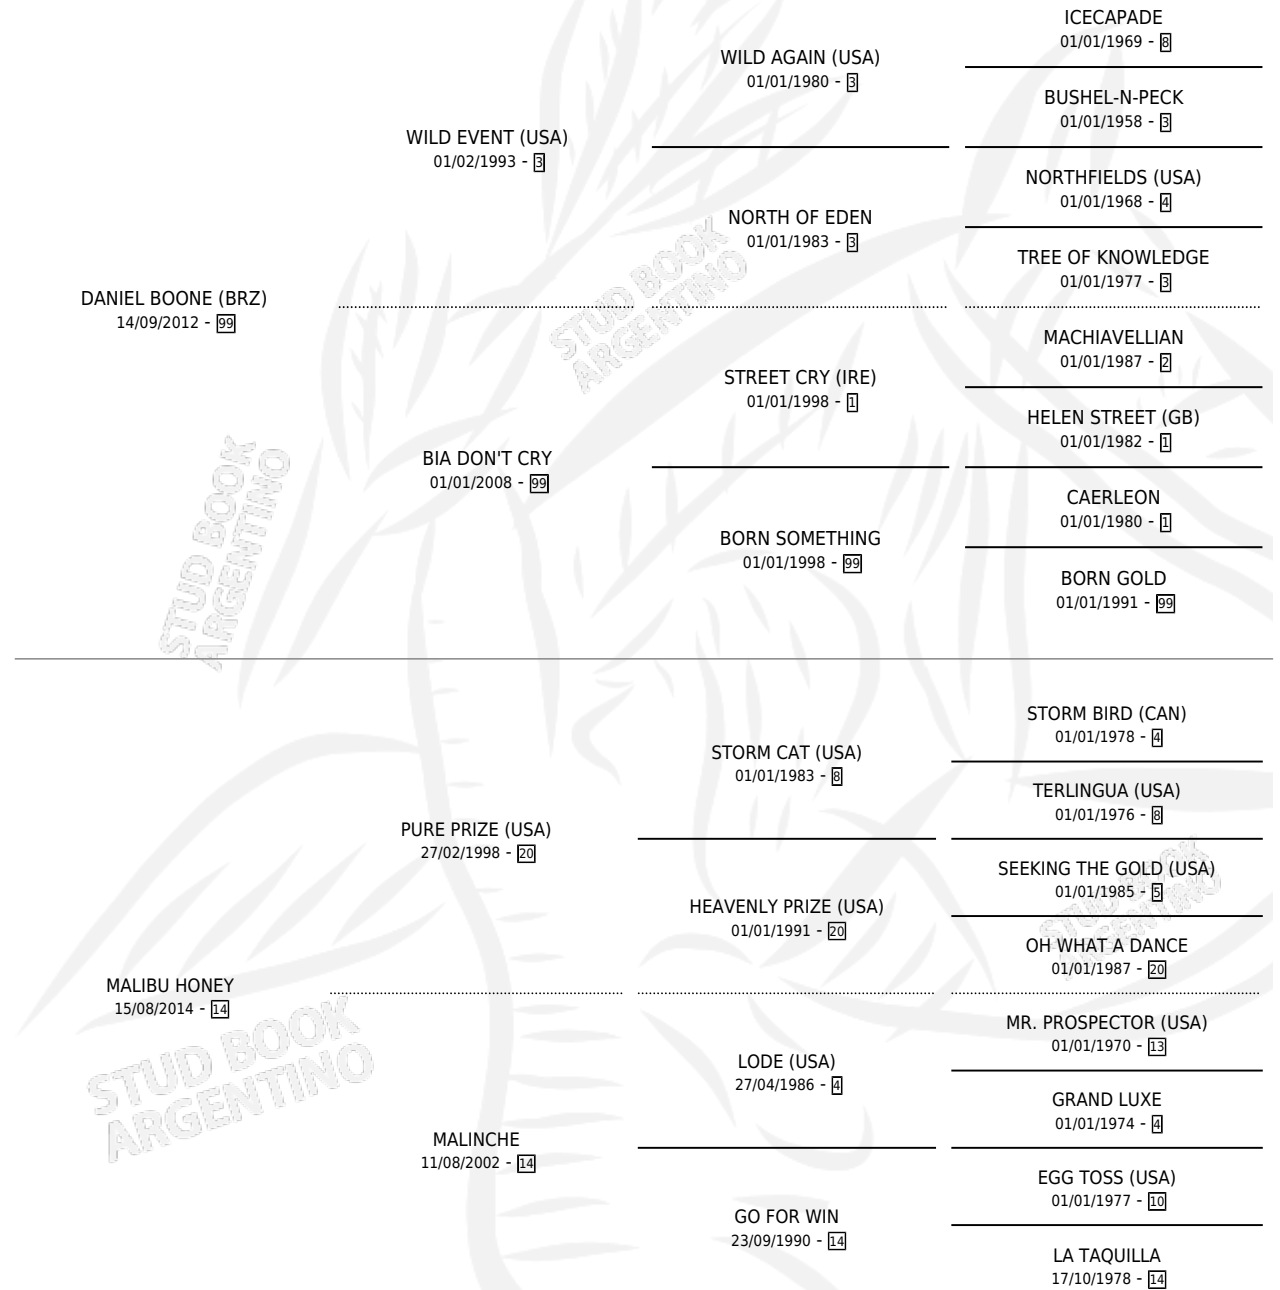 ICECAPADE
01/01/1969 - 8
WILD AGAIN (USA)
01/01/1980 - 3
BUSHEL-N-PECK
01/01/1958 - 3
WILD EVENT (USA)
01/02/1993 - 3
NORTHFIELDS (USA)
01/01/1968 - 4
NORTH OF EDEN
01/01/1983 - 3
TREE OF KNOWLEDGE
01/01/1977 - 3
DANIEL BOONE (BRZ)
14/09/2012 - 99
STUD BOOK
ARGENTINO
MACHIAVELLIAN
01/01/1987 - 2
STREET CRY (IRE)
01/01/1998 - 1
HELEN STREET (GB)
01/01/1982 - 1
BIA DON'T CRY
01/01/2008 - 99
CAERLEON
01/01/1980 - 1
BORN SOMETHING
01/01/1998 - 99
BORN GOLD
01/01/1991 - 99
STUD BOOK
ARGENTINO
STORM BIRD (CAN)
01/01/1978 - 4
STORM CAT (USA)
01/01/1983 - 8
TERLINGUA (USA)
01/01/1976 - 8
PURE PRIZE (USA)
27/02/1998 - 20
SEEKING THE GOLD (USA)
01/01/1985 - 5
HEAVENLY PRIZE (USA)
01/01/1991 - 20
STUD BOOK
ARGENTINO
OH WHAT A DANCE
01/01/1987 - 20
MALIBU HONEY
15/08/2014 - 14
MR. PROSPECTOR (USA)
01/01/1970 - 13
LODE (USA)
27/04/1986 - 4
STUD BOOK
ARGENTINO
GRAND LUXE
01/01/1974 - 4
MALINCHE
11/08/2002 - 14
EGG TOSS (USA)
01/01/1977 - 10
GO FOR WIN
23/09/1990 - 14
LA TAQUILLA
17/10/1978 - 14